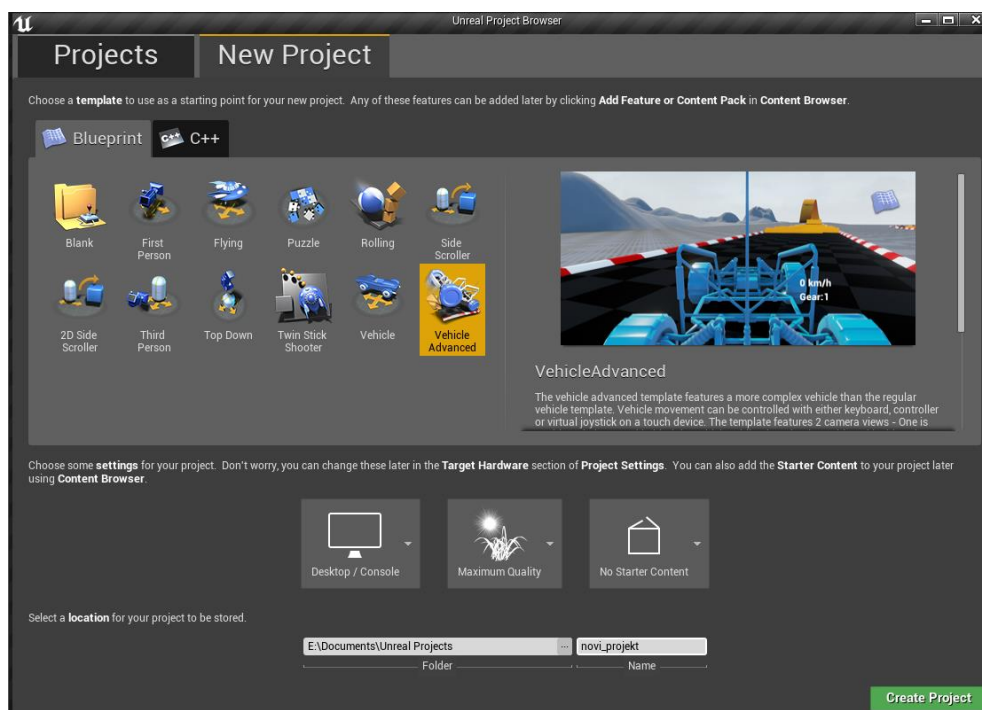 Unreal Project Browser
Projects
New Project
Choose a template to use as a starting point for your new project. Any of these features can be added later by clicking Add Feature or Content Pack in Content Browser.
Blueprint
C++
C++
Blank
First
Person
Flying
Puzzle
Rolling
Side
Scroller
2D Side
Scroller
Third
Person
Top Down
Twin Stick
Shooter
Vehicle
Vehicle
Advanced
0 km/h
Gear:1
VehicleAdvanced
The vehicle advanced template features a more complex vehicle than the regular
vehicle template. Vehicle movement can be controlled with either keyboard, controller
or virtual joystick on a touch device. The template features 2 camera views - One is
Choose some settings for your project. Don't worry, you can change these later in the Target Hardware section of Project Settings. You can also add the Starter Content to your project later
using Content Browser.
Desktop / Console
Maximum Quality
No Starter Content
Select a location for your project to be stored.
E:\Documents\Unreal Projects
...
novi_projekt
Folder
Name
Create Project